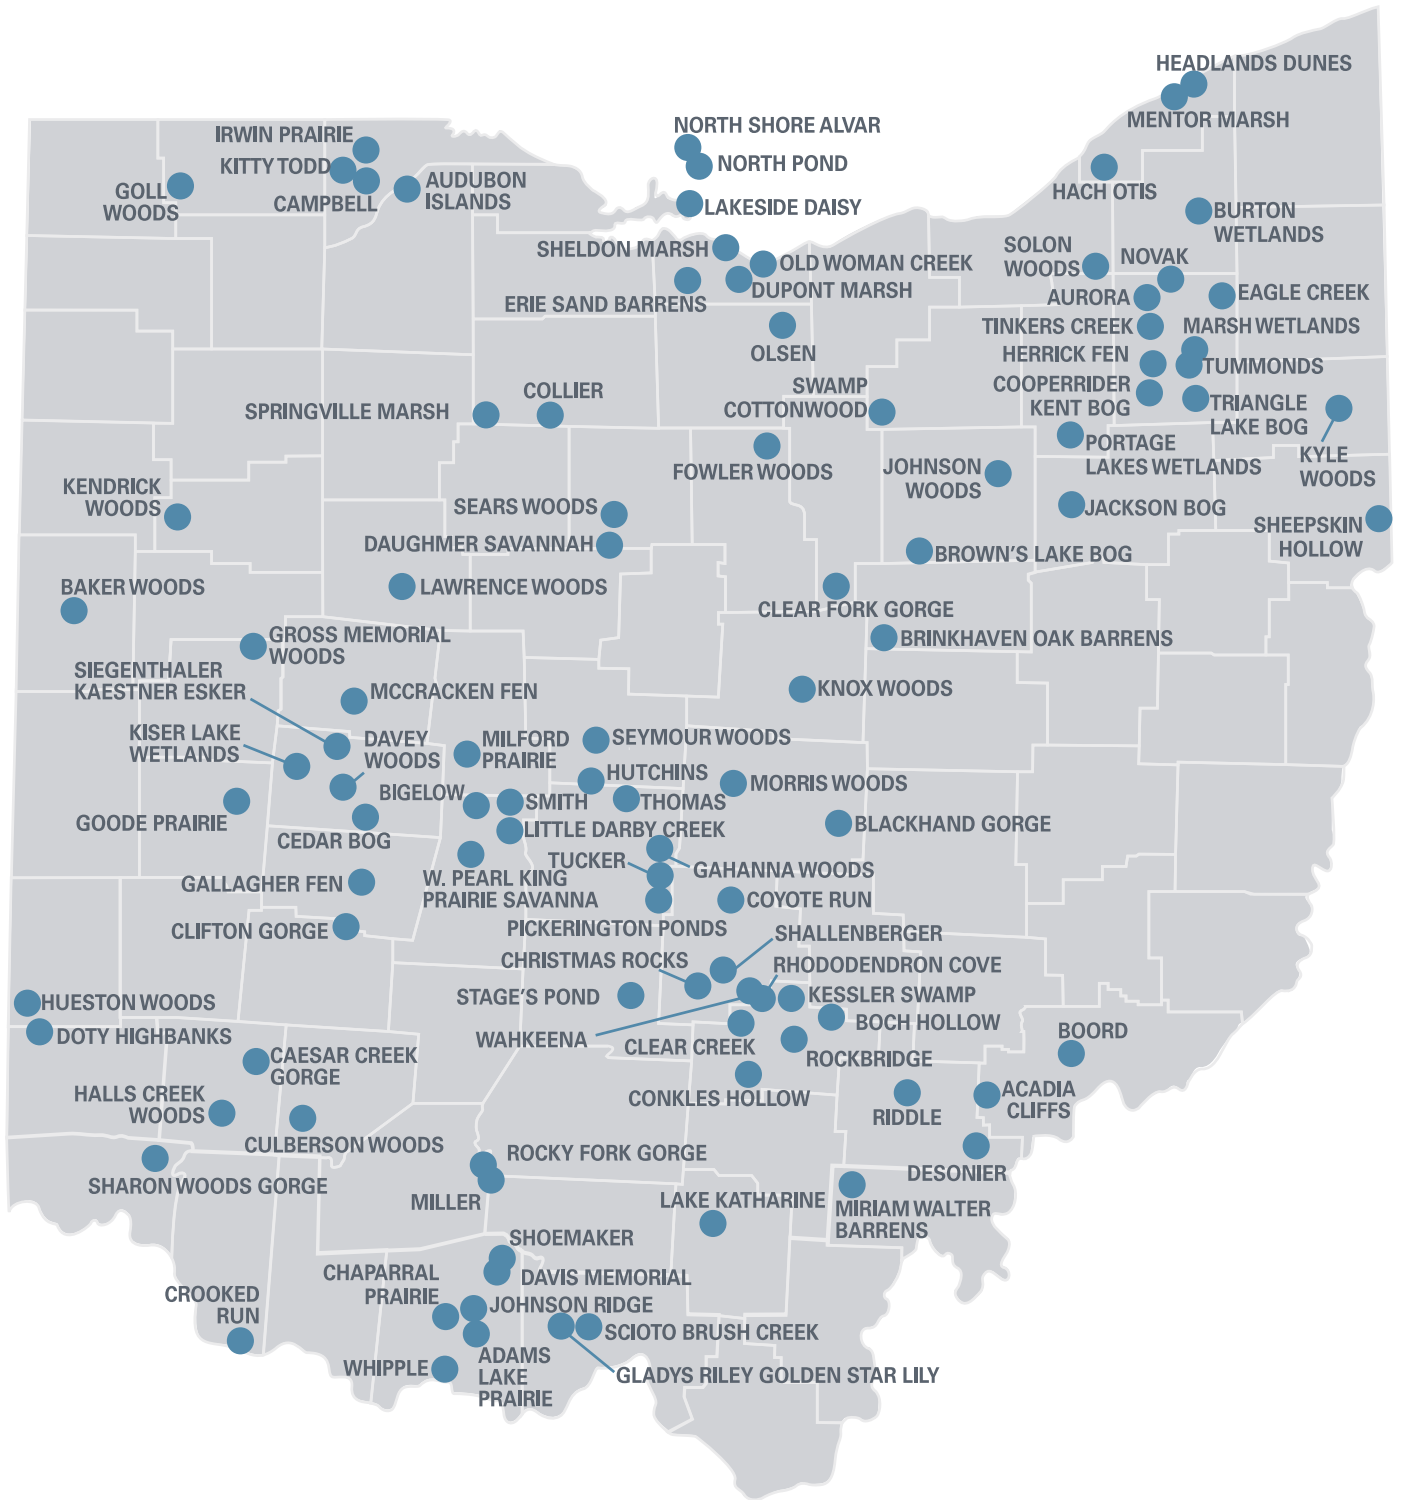 HEADLANDS DUNES
MENTOR MARSH
NORTH SHORE ALVAR
IRWIN PRAIRIE
KITTY TODD
NORTH POND
HACH OTIS
GOLL
WOODS
CAMPBELL
AUDUBON
ISLANDS
LAKESIDE DAISY
BURTON
WETLANDS
SHELDON MARSH
OLD WOMAN CREEK
SOLON
WOODS
NOVAK
DUPONT MARSH
ERIE SAND BARRENS
AURORA
EAGLE CREEK
TINKERS CREEK
MARSH WETLANDS
OLSEN
HERRICK FEN
TUMMONDS
COLLIER
SWAMP
COTTONWOOD
COOPERRIDER
KENT BOG
TRIANGLE
LAKE BOG
SPRINGVILLE MARSH
FOWLER WOODS
PORTAGE
LAKES WETLANDS
KYLE
WOODS
JOHNSON
WOODS
KENDRICK
WOODS
SEARS WOODS
JACKSON BOG
SHEEPSKIN
HOLLOW
DAUGHMER SAVANNAH
BROWN'S LAKE BOG
BAKER WOODS
LAWRENCE WOODS
CLEAR FORK GORGE
GROSS MEMORIAL
WOODS
BRINKHAVEN OAK BARRENS
SIEGENTHALER
KAESTNER ESKER
MCCRACKEN FEN
KNOX WOODS
KISER LAKE
WETLANDS
DAVEY
WOODS
MILFORD
PRAIRIE
SEYMOUR WOODS
HUTCHINS
MORRIS WOODS
BIGELOW
SMITH
THOMAS
GOODE PRAIRIE
CEDAR BOG
LITTLE DARBY CREEK
BLACKHAND GORGE
TUCKER
GAHANNA WOODS
GALLAGHER FEN
W. PEARL KING
PRAIRIE SAVANNA
COYOTE RUN
CLIFTON GORGE
PICKERINGTON PONDS
SHALLENBERGER
CHRISTMAS ROCKS
RHODODENDRON COVE
HUESTON WOODS
STAGE'S POND
KESSLER SWAMP
DOTY HIGHBANKS
WAHKEENA
CLEAR CREEK
BOCH HOLLOW
BOORD
CAESAR CREEK
GORGE
ROCKBRIDGE
HALLS CREEK
WOODS
CONKLES HOLLOW
ACADIA
CLIFFS
RIDDLE
CULBERSON WOODS
ROCKY FORK GORGE
DESONIER
SHARON WOODS GORGE
MILLER
LAKE KATHARINE
MIRIAM WALTER
BARRENS
SHOEMAKER
CHAPARRAL
PRAIRIE
DAVIS MEMORIAL
CROOKED
RUN
JOHNSON RIDGE
SCIOTO BRUSH CREEK
WHIPPLE
ADAMS
LAKE
PRAIRIE
GLADYS RILEY GOLDEN STAR LILY